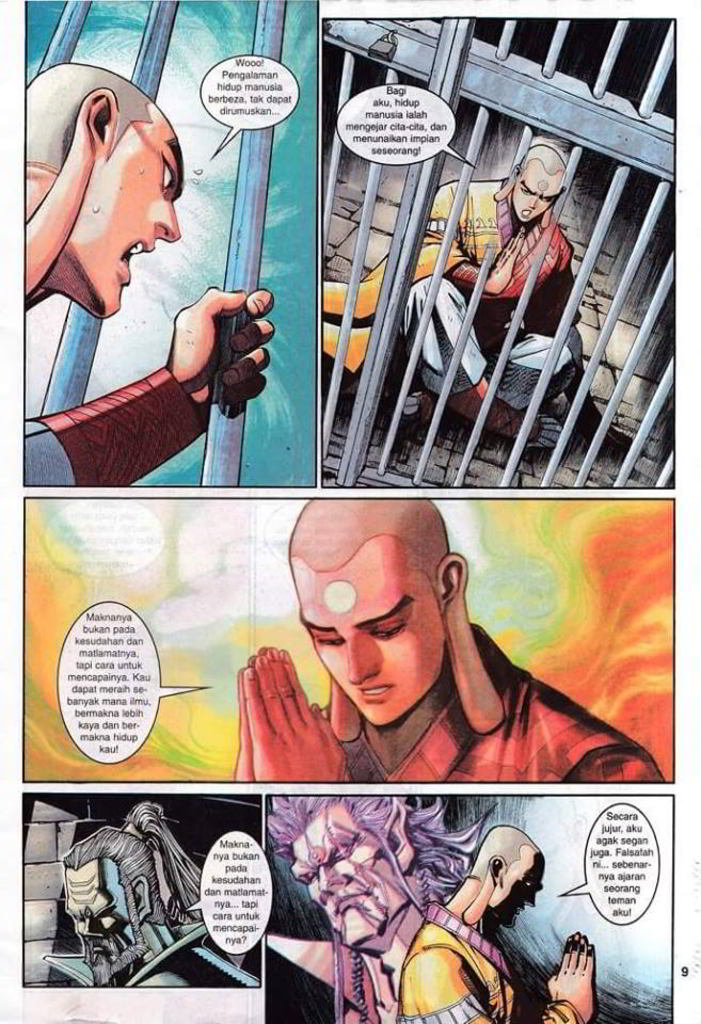 Wooo!
Pengalaman
hidup manusia
berbeza, tak dapat
dirumuskan...
Bagi
aku, hidup
manusia ialah
mengejar cita-cita, dan
menunaikan impian
seseorang!
Maknanya
bukan pada
kesudahan dan
matlamatnya,
tapi cara untuk
mencapainya. Kau
dapat meraih se-
banyak mana ilmu,
bermakna lebih
kaya dan ber-
makna hidup
kau!
Makna-
nya bukan
pada
kesudahan
dan
matlamat-
nya... tapi
cara untuk
mencapai-
nya?
Secara
jujur, aku
agak segan
juga. Falsafah
ni... sebenar-
nya ajaran
seorang
teman
aku!
9